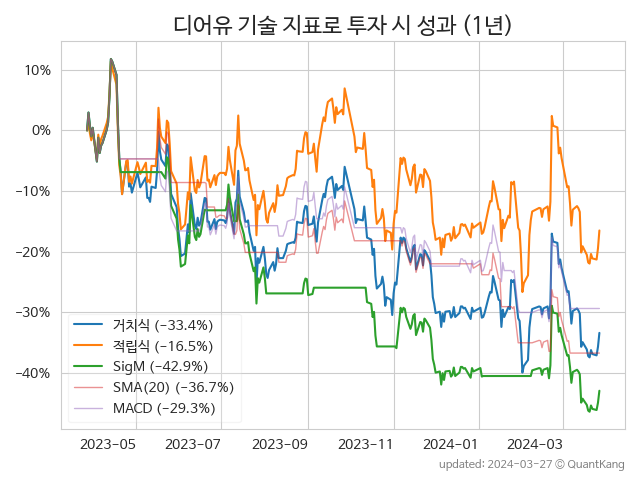 디어유 기술 지표로 투자 시 성과 (1년)
10%
0%
−10%
−20%
−30%
−40%
거치식 (−33.4%)
적립식 (−16.5%)
SigM (−42.9%)
SMA(20) (−36.7%)
MACD (−29.3%)
2023-05 2023-07 2023-09 2023-11 2024-01 2024-03
updated: 2024-03-27 © QuantKang